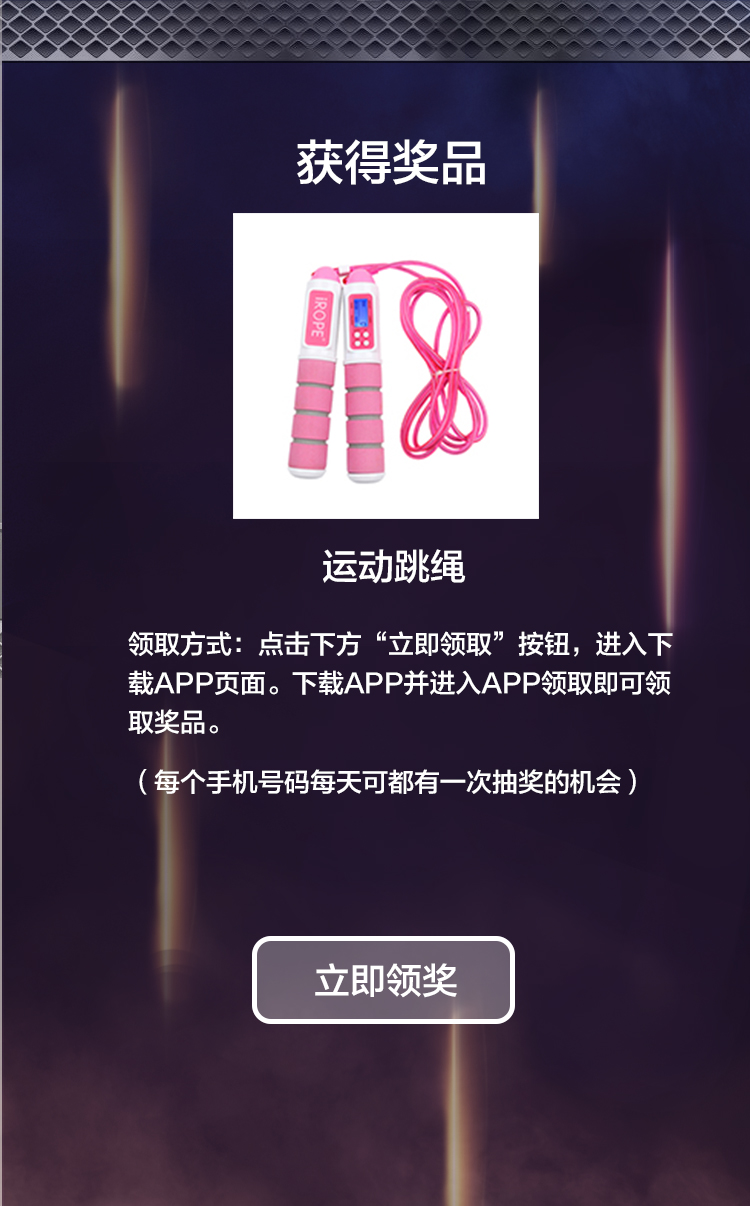 获得奖品
iROPE
运动跳绳
领取方式：点击下方“立即领取”按钮，进入下
载APP页面。下载APP并进入APP领取即可领
取奖品。
（每个手机号码每天可都有一次抽奖的机会）
立即领奖